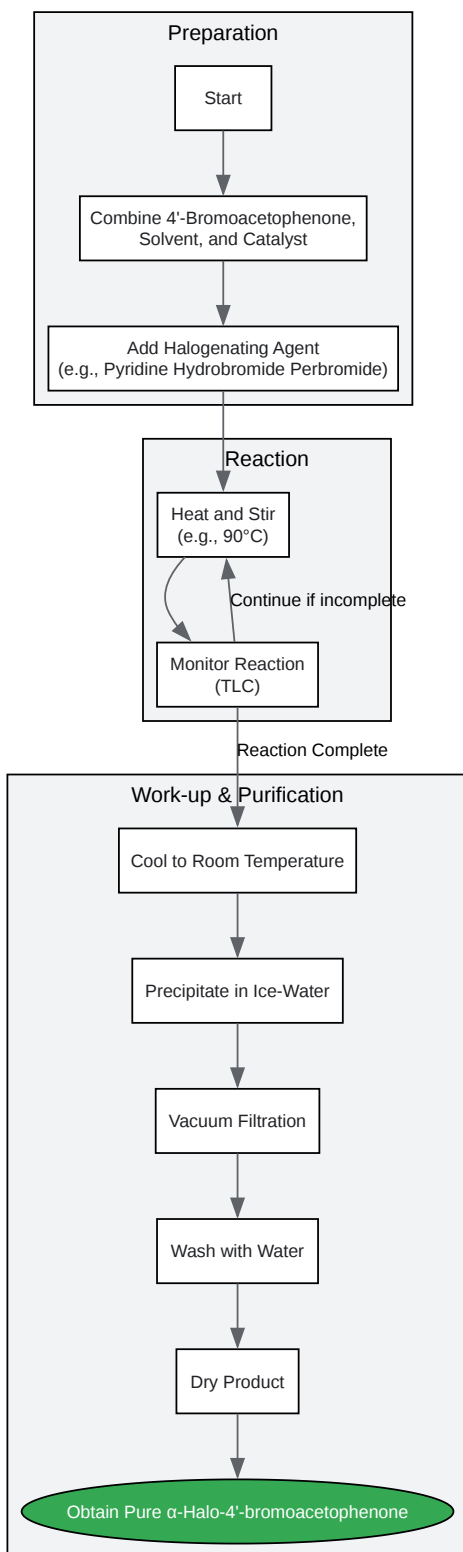 Preparation
Start
Combine 4'-Bromoacetophenone,
Solvent, and Catalyst
Add Halogenating Agent
(e.g., Pyridine Hydrobromide Perbromide)
Reaction
Heat and Stir
(e.g., 90°C)
Continue if incomplete
Monitor Reaction
(TLC)
Reaction Complete
Work-up & Purification
Cool to Room Temperature
Precipitate in Ice-Water
Vacuum Filtration
Wash with Water
Dry Product
Obtain Pure α-Halo-4'-bromoacetophenone